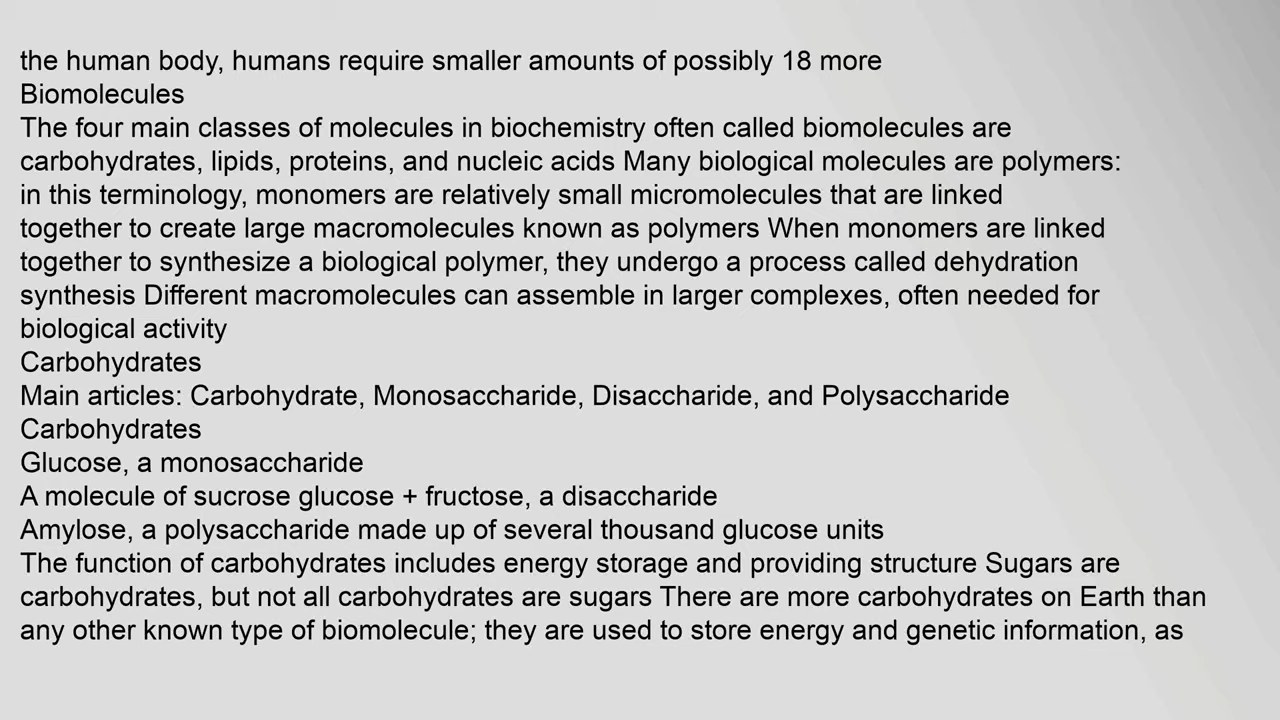 the human body, humans require smaller amounts of possibly 18 more
Biomolecules
The four main classes of molecules in biochemistry often called biomolecules are
carbohydrates, lipids, proteins, and nucleic acids Many biological molecules are polymers:
in this terminology, monomers are relatively small micromolecules that are linked
together to create large macromolecules known as polymers When monomers are linked
together to synthesize a biological polymer, they undergo a process called dehydration
synthesis Different macromolecules can assemble in larger complexes, often needed for
biological activity
Carbohydrates
Main articles: Carbohydrate, Monosaccharide, Disaccharide, and Polysaccharide
Carbohydrates
Glucose, a monosaccharide
A molecule of sucrose glucose + fructose, a disaccharide
Amylose, a polysaccharide made up of several thousand glucose units
The function of carbohydrates includes energy storage and providing structure Sugars are
carbohydrates, but not all carbohydrates are sugars There are more carbohydrates on Earth than
any other known type of biomolecule; they are used to store energy and genetic information, as